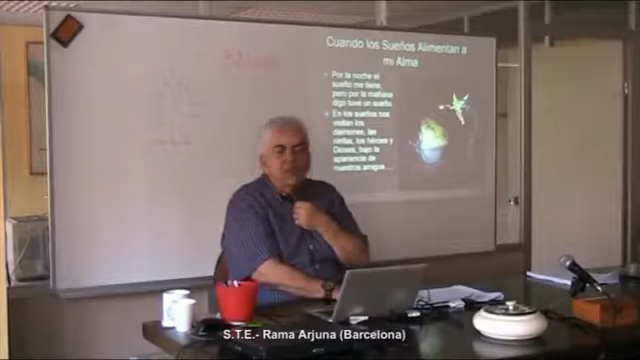 Cuando los Sueños Alimentan a
mi Alma
Por la noche el
sueño me tiene,
pero por la mañana
digo tuve un sueño
En los sueños nos
visitan los
daimones, las
ninfas, los héroes y
Dioses, bajo la
apariencia de
nuestros amigos...
S.T.E.- Rama Arjuna (Barcelona)